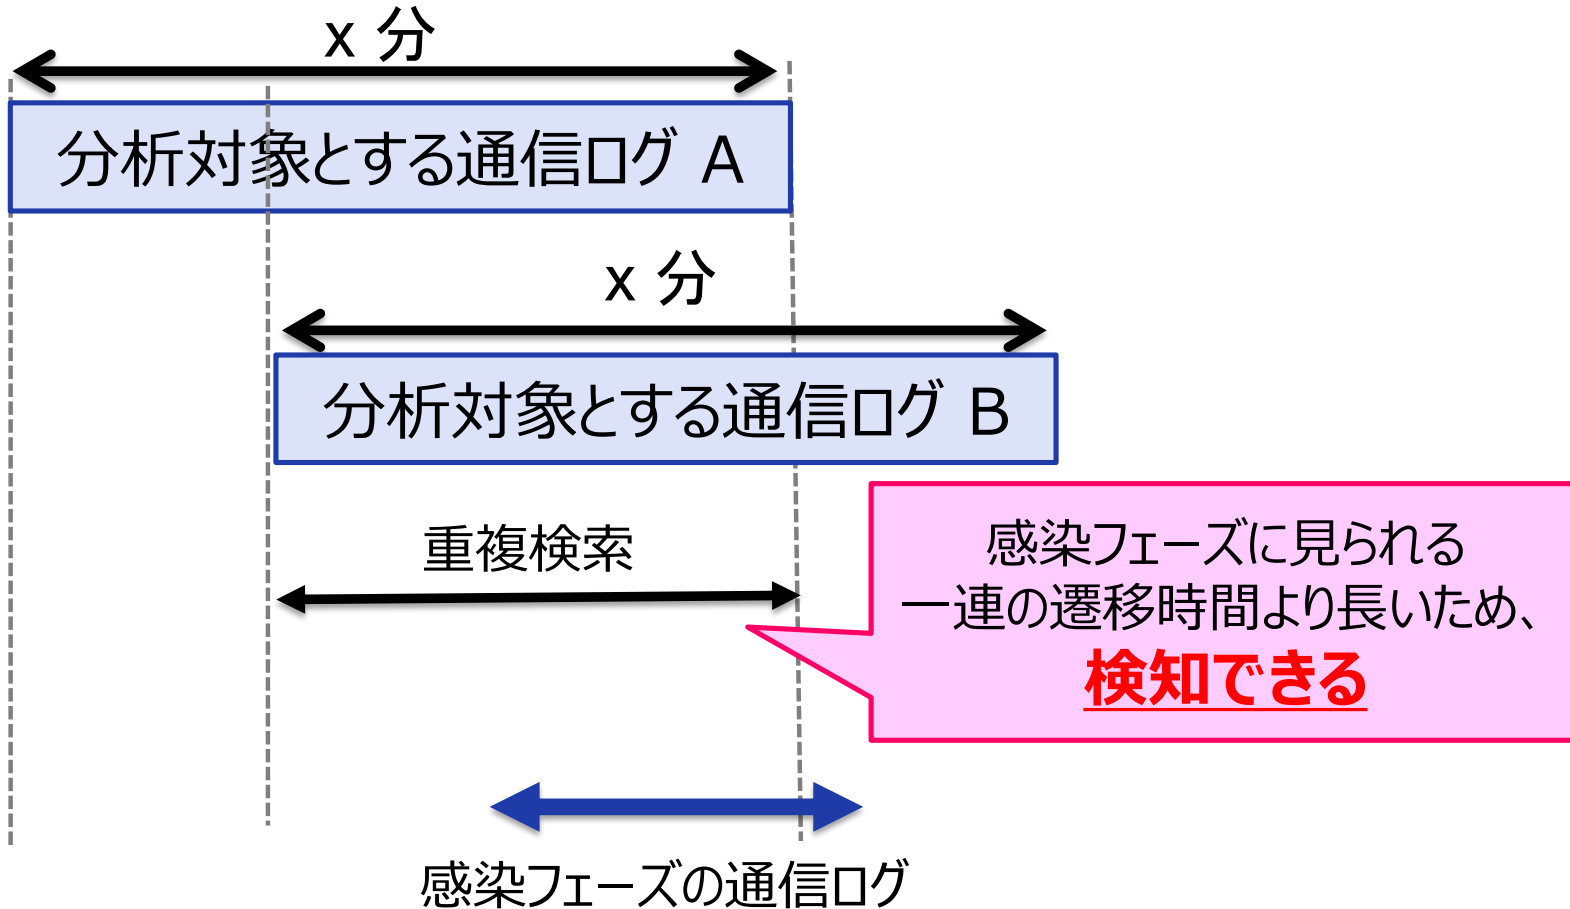 x 分
分析対象とする通信ログ A
x 分
分析対象とする通信ログ B
重複検索
感染フェーズに見られる
一連の遷移時間より長いため、
検知できる
感染フェーズの通信ログ